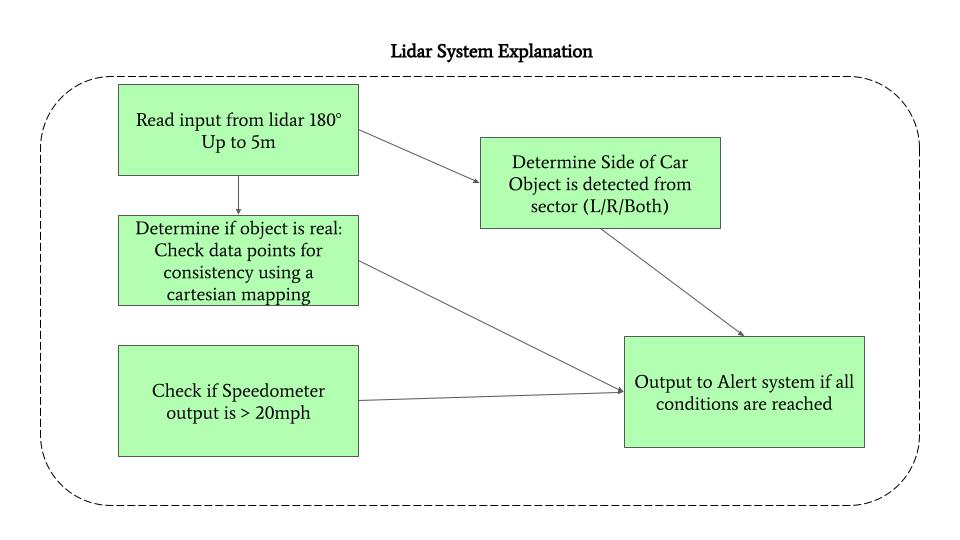 Lidar System Explanation
Read input from lidar 180°
Up to 5m
Determine Side of Car
Object is detected from
sector (L/R/Both)
Determine if object is real:
Check data points for
consistency using a
cartesian mapping
Check if Speedometer
output is > 20mph
Output to Alert system if all
conditions are reached